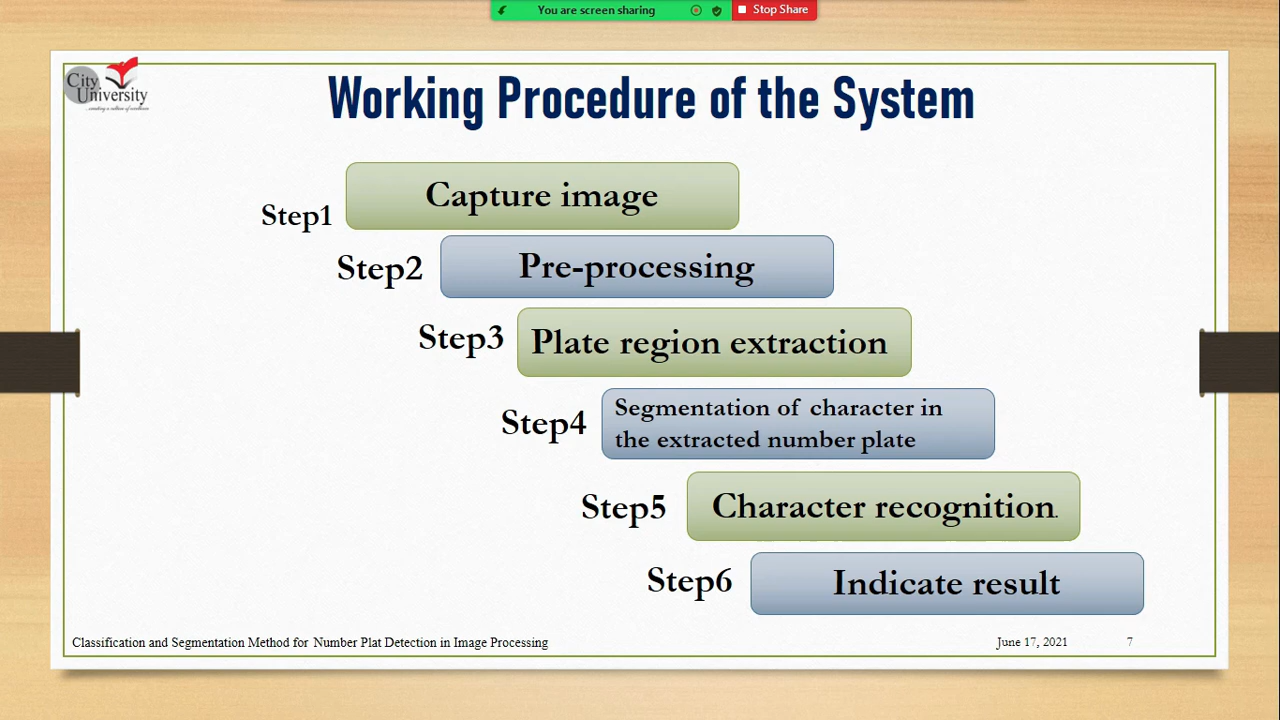 You are screen sharing
Stop Share
City
University
Working Procedure of the System
Step1
Capture image
Step2
Pre-processing
Step3
Plate region extraction
Step4
Segmentation of character in
the extracted number plate
Step5
Character recognition.
Step6
Indicate result
Classification and Segmentation Method for Number Plat Detection in Image Processing
June 17, 2021
7